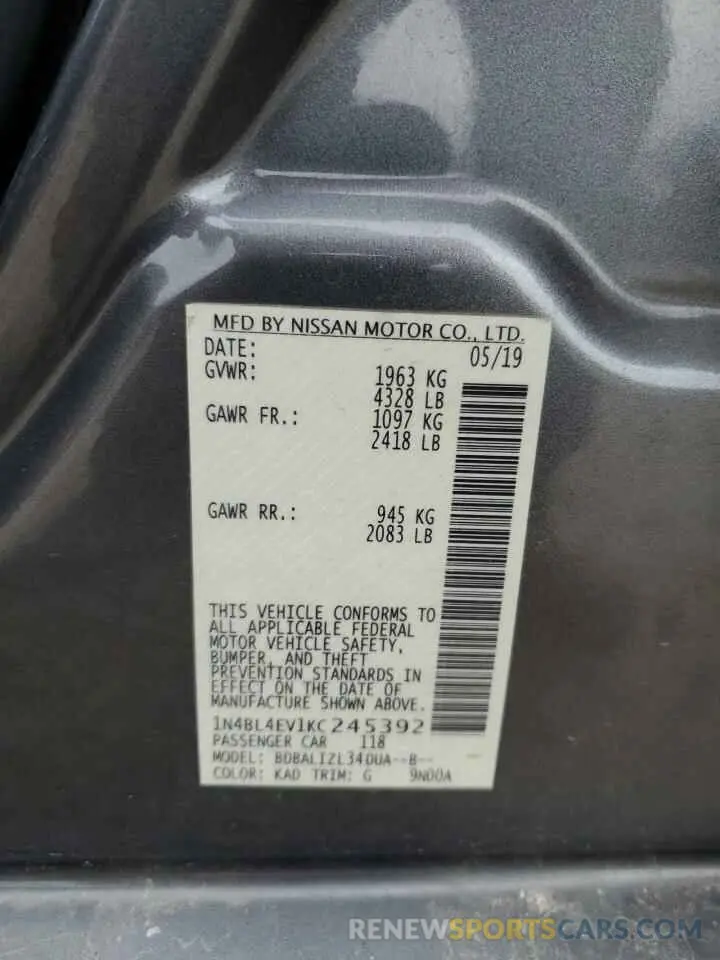 MFD BY NISSAN MOTOR CO., LTD.
DATE: 05/19
GVWR: 1963 KG
4328 LB
GAWR FR.: 1097 KG
2418 LB
GAWR RR.: 945 KG
2083 LB
THIS VEHICLE CONFORMS TO
ALL APPLICABLE FEDERAL
MOTOR VEHICLE SAFETY,
BUMPER, AND THEFT
PREVENTION STANDARDS IN
EFFECT ON THE DATE OF
MANUFACTURE SHOWN ABOVE.
1N4BL4EV1KC245392
PASSENGER CAR 118
MODEL: BDBALIZL34DUA--B--
COLOR: KAD TRIM: G 9N00A
RENEWSPORTSCARS.COM